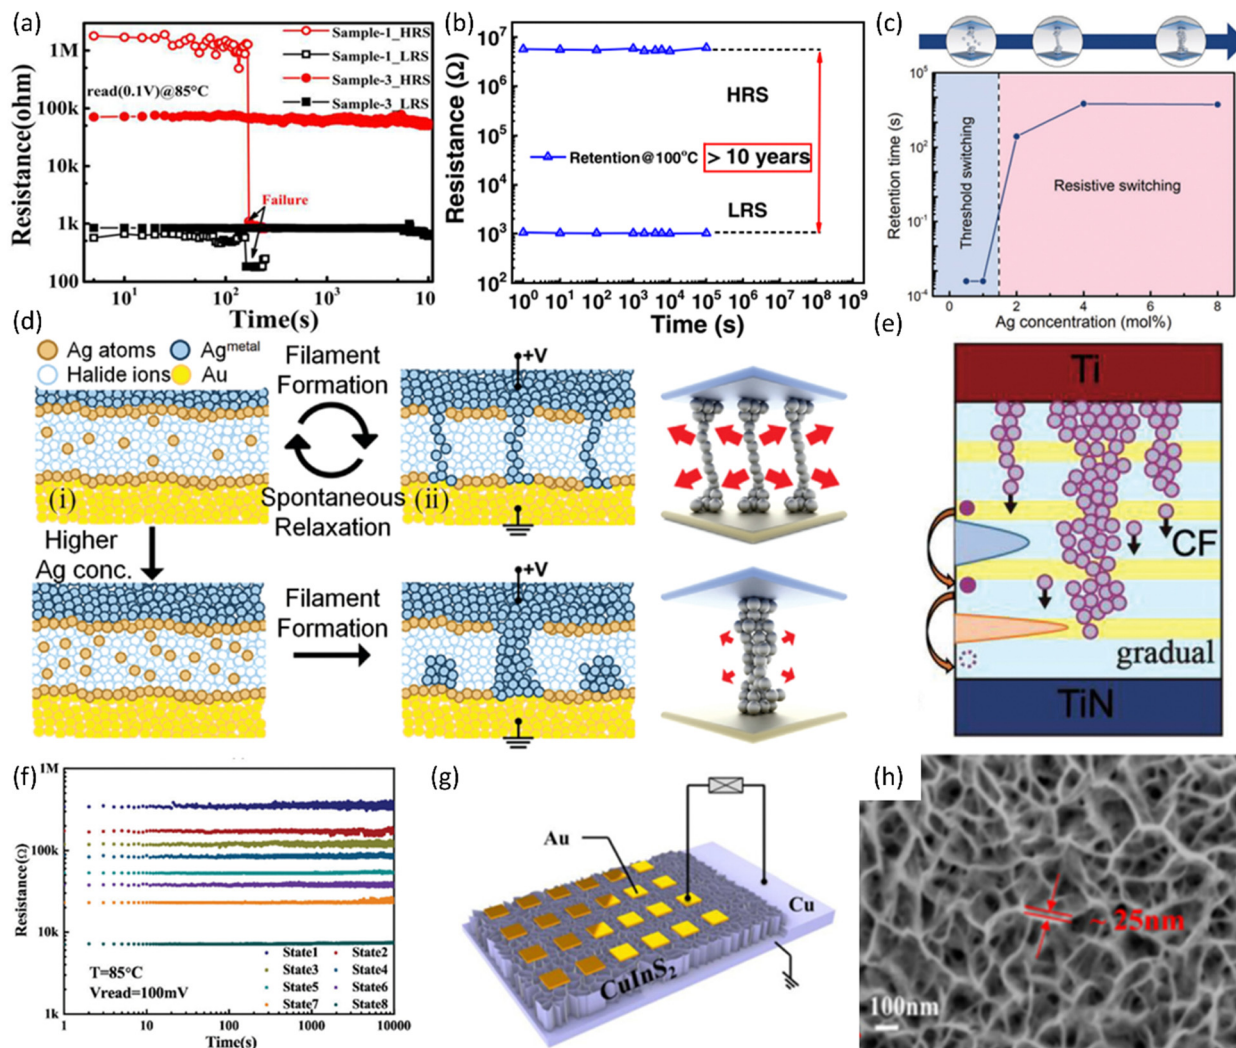 (a)
Resistance(ohm)
1M
100k
10k
1k
100
Sample-1_HRS
Sample-1_LRS
Sample-3_HRS
Sample-3_LRS
read(0.1V)@85°C
Failure
10¹
10²
10³
10
Time(s)
(b)
Resistance (Ω)
10⁷
10⁶
10⁵
10⁴
10³
10²
HRS
Retention@100°C
> 10 years
LRS
10⁰ 10¹ 10² 10³ 10⁴ 10⁵ 10⁶ 10⁷ 10⁸ 10⁹
Time (s)
(c)
Retention time (s)
10⁵
10²
10⁻¹
10⁻⁴
Threshold switching
Resistive switching
0 2 4 6 8
Ag concentration (mol%)
(d)
Ag atoms
Agᵐᵉᵗᵃˡ
Halide ions
Au
Filament
Formation
Spontaneous
Relaxation
+V
(i)
(ii)
Higher
Ag conc.
Filament
Formation
+V
(e)
Ti
CF
gradual
TiN
(f)
Resistance(Ω)
1M
100k
10k
1k
T=85°C
Vread=100mV
State1 State2
State3 State4
State5 State6
State7 State8
1 10 100 1000 10000
Time(s)
(g)
Au
Cu
CuInS₂
(h)
~ 25nm
100nm